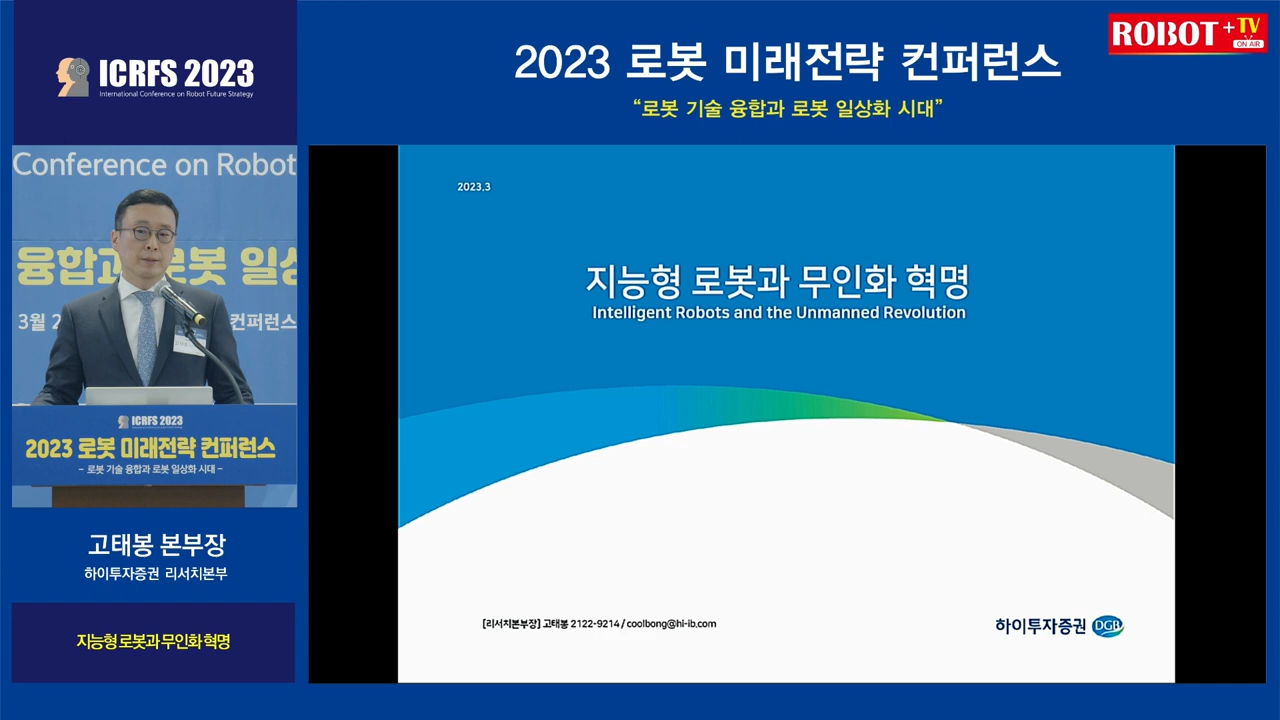 ICRFS 2023
International Conference on Robot Future Strategy
2023 로봇 미래전략 컨퍼런스
“로봇 기술 융합과 로봇 일상화 시대”
ROBOT+TV
ON AIR
Conference on Robot
융합과 로봇 일상
3월 2
컨퍼런스
ICRFS 2023
2023 로봇 미래전략 컨퍼런스
- 로봇 기술 융합과 로봇 일상화 시대 -
고태봉 본부장
하이투자증권 리서치본부
지능형 로봇과 무인화 혁명
2023.3
지능형 로봇과 무인화 혁명
Intelligent Robots and the Unmanned Revolution
[리서치본부장] 고태봉 2122-9214 / coolbong@hi-ib.com
하이투자증권 DGB